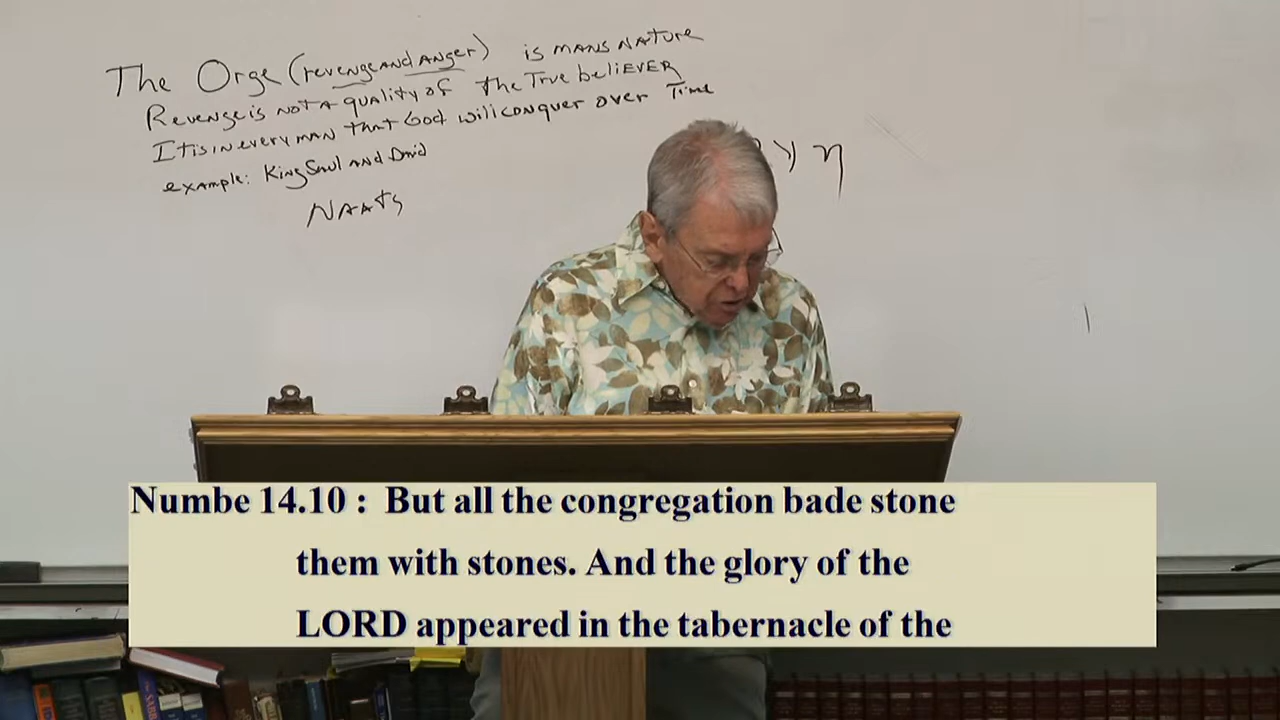 The Orge (revenge and anger) is mans nature
Revenge is not a quality of the True believer
It is in every man that God will conquer over Time
example: King Saul and David
NAATS
γη
Numbe 14.10 : But all the congregation bade stone
them with stones. And the glory of the
LORD appeared in the tabernacle of the